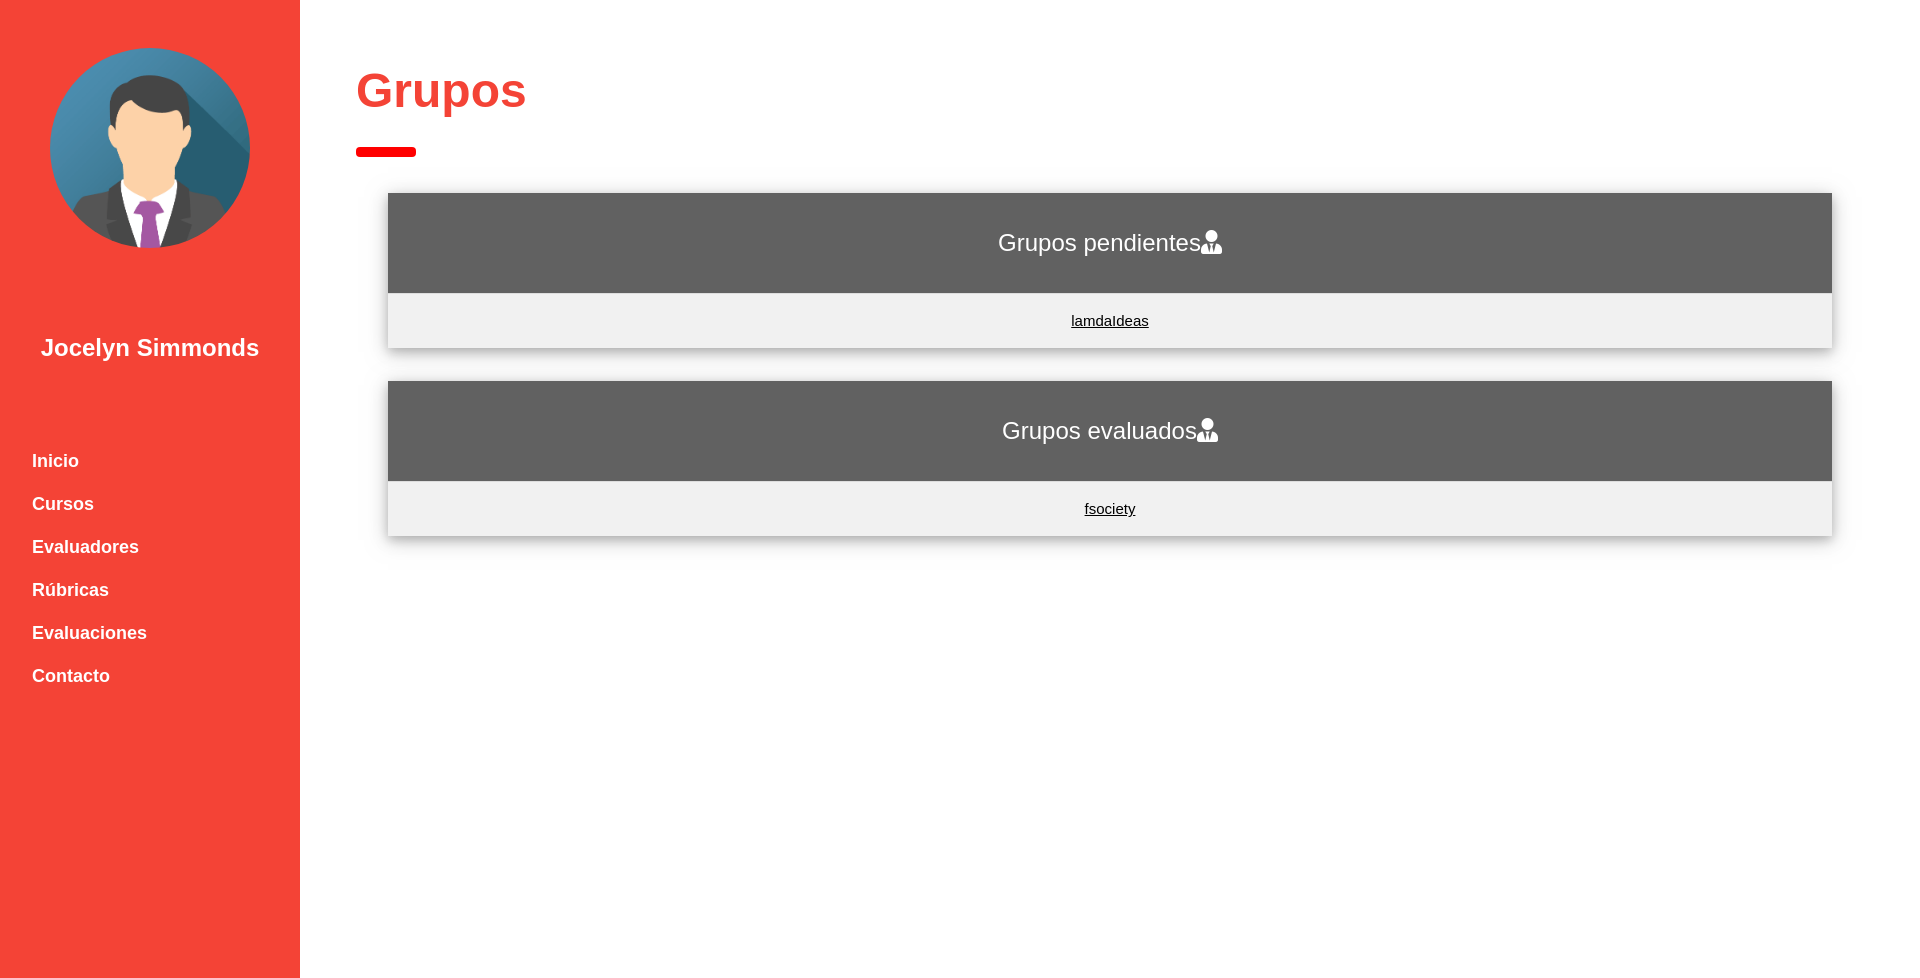 Jocelyn Simmonds
Inicio
Cursos
Evaluadores
Rúbricas
Evaluaciones
Contacto
Grupos
Grupos pendientes
lamdaIdeas
Grupos evaluados
fsociety